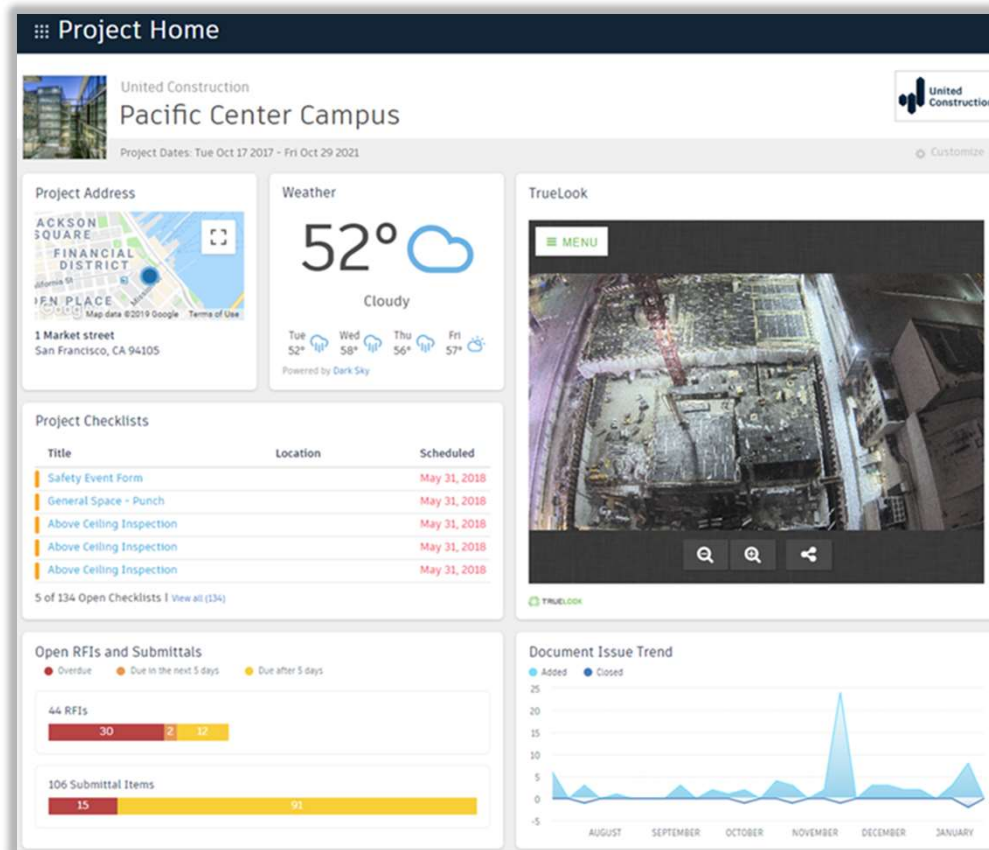 Project Home
United Construction
Pacific Center Campus
United
Construction
Project Dates: Tue Oct 17 2017 - Fri Oct 29 2021
Customize
Project Address
ACKSON
SQUARE
FINANCIAL
DISTRICT
Map data ©2019 Google Terms of Use
1 Market street
San Francisco, CA 94105
Weather
52°
Cloudy
Tue Wed Thu Fri
52° 58° 56° 57°
Powered by Dark Sky
TrueLook
MENU
TRUELOOK
Project Checklists
Title Location Scheduled
Safety Event Form May 31, 2018
General Space - Punch May 31, 2018
Above Ceiling Inspection May 31, 2018
Above Ceiling Inspection May 31, 2018
Above Ceiling Inspection May 31, 2018
5 of 134 Open Checklists | View all (134)
Open RFIs and Submittals
Overdue Due in the next 5 days Due after 5 days
44 RFIs
30 2 12
106 Submittal Items
15 91
Document Issue Trend
Added Closed
25
20
15
10
5
0
-5
AUGUST SEPTEMBER OCTOBER NOVEMBER DECEMBER JANUARY